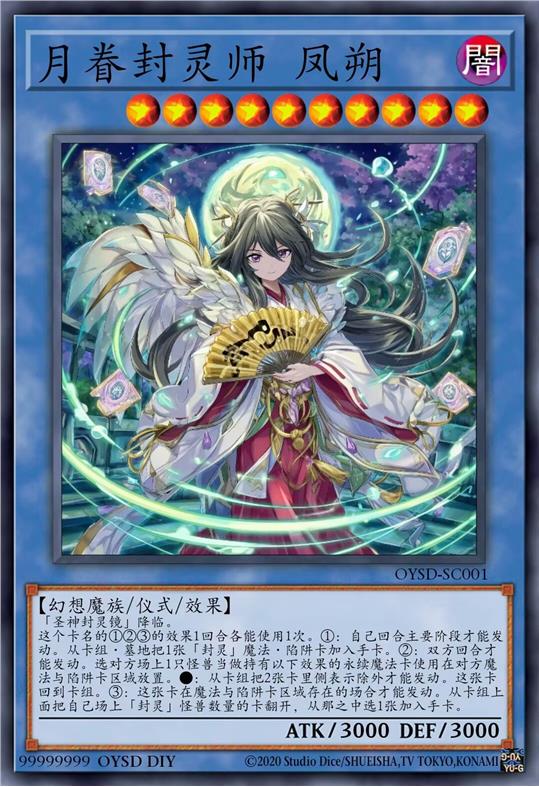 月眷封灵师 凤朔
闇
OYSD-SC001
【幻想魔族/仪式/效果】
「圣神封灵镜」降临。
这个卡名的①②③的效果1回合各能使用1次。①：自己回合主要阶段才能发
动。从卡组·墓地把1张「封灵」魔法·陷阱卡加入手卡。②：双方回合才
能发动。选对方场上1只怪兽当做持有以下效果的永续魔法卡使用在对方魔
法与陷阱卡区域放置。●：从卡组把2张卡里侧表示除外才能发动。这张卡
回到卡组。③：这张卡在魔法与陷阱卡区域存在的场合才能发动。从卡组上
面把自己场上「封灵」怪兽数量的卡翻开，从那之中选1张加入手卡。
ATK/3000 DEF/3000
99999999 OYSD DIY ©2020 Studio Dice/SHUEISHA,TV TOKYO,KONAMI